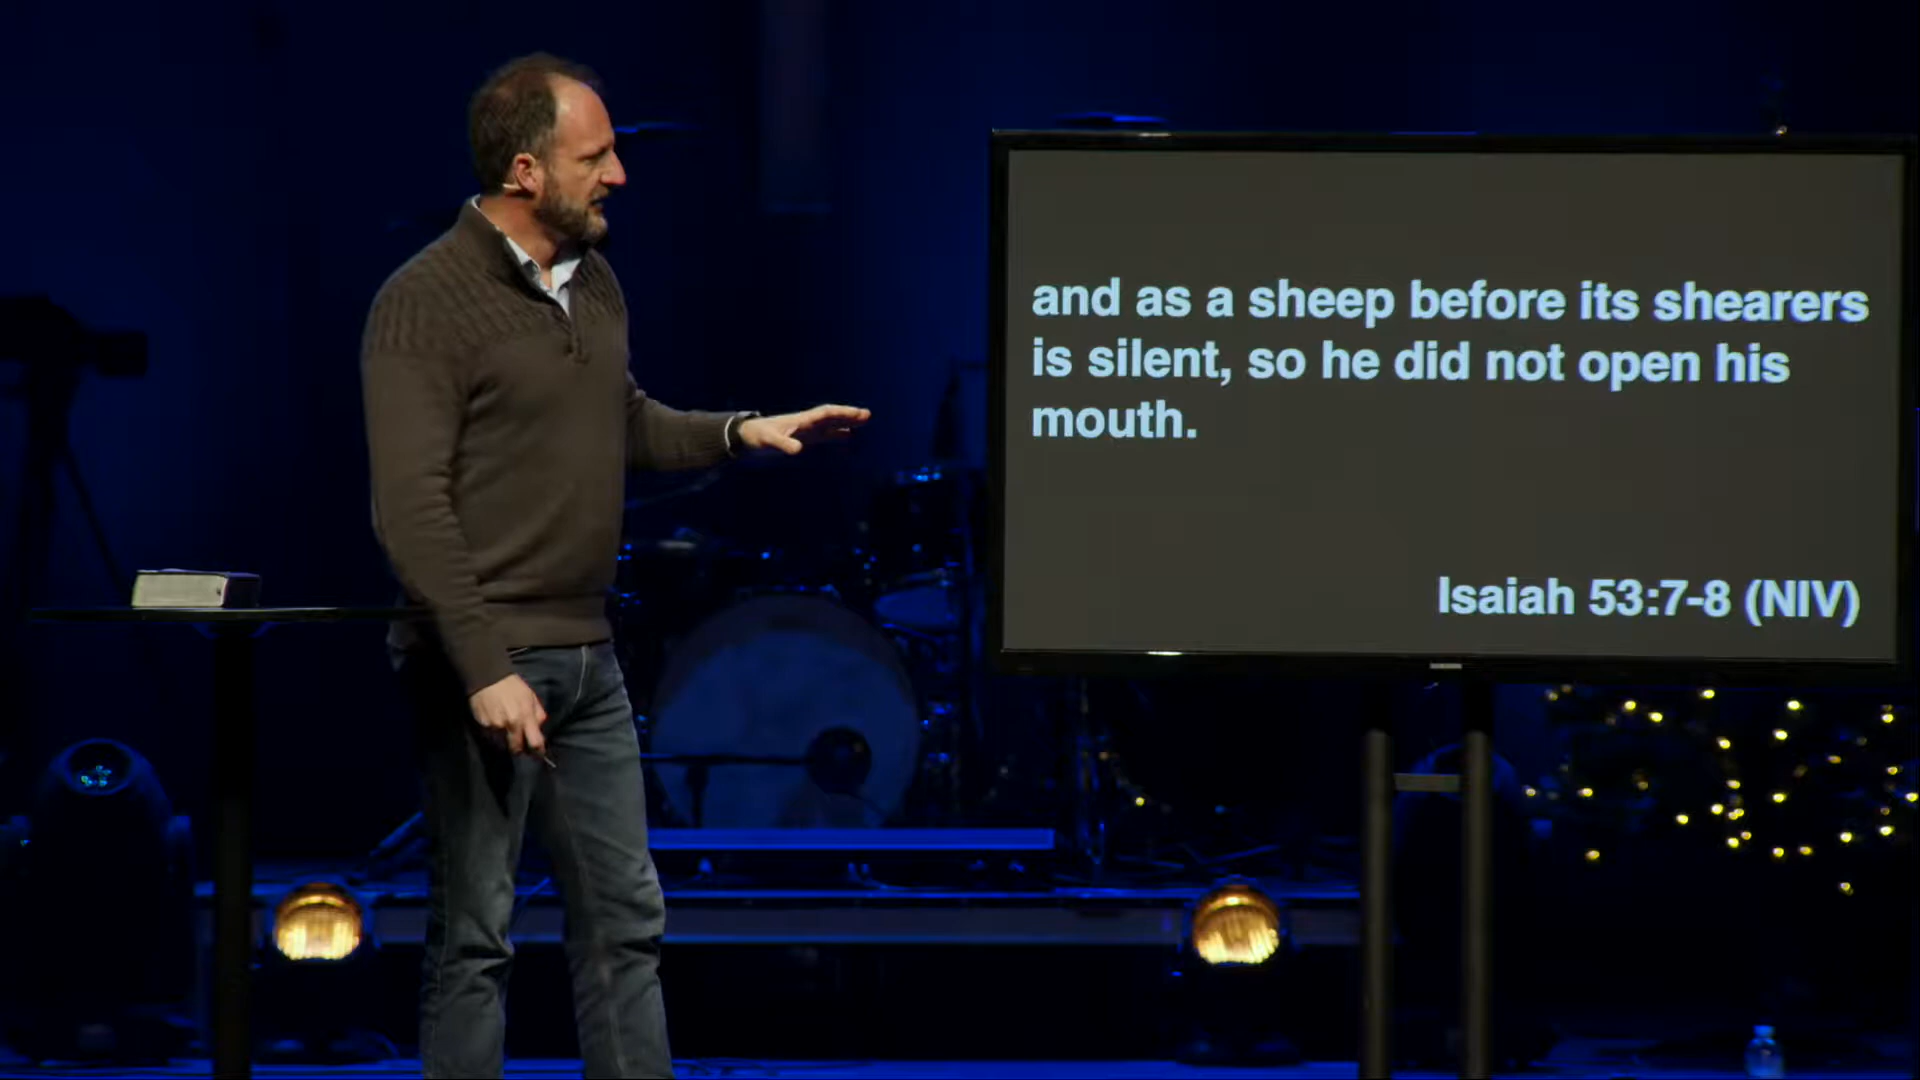 and as a sheep before its shearers
is silent, so he did not open his
mouth.
Isaiah 53:7-8 (NIV)